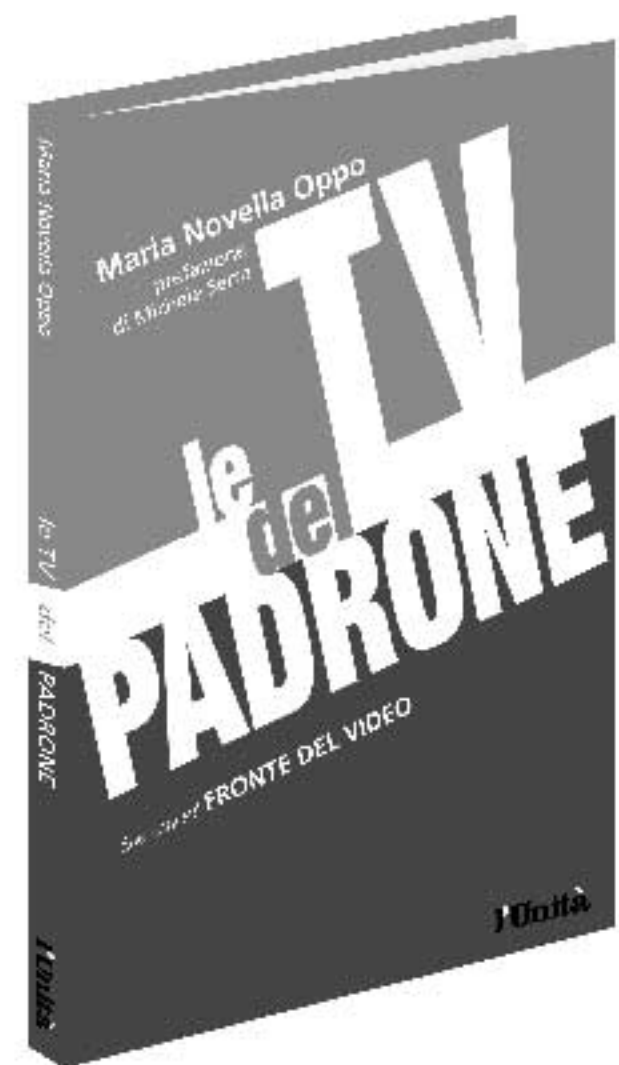 Maria Novella Oppo
prefazione
di Michele Serra
le TV
del
PADRONE
FRONTE DEL VIDEO
l'Unità
Maria Novella Oppo
le TV del PADRONE
l'Unità